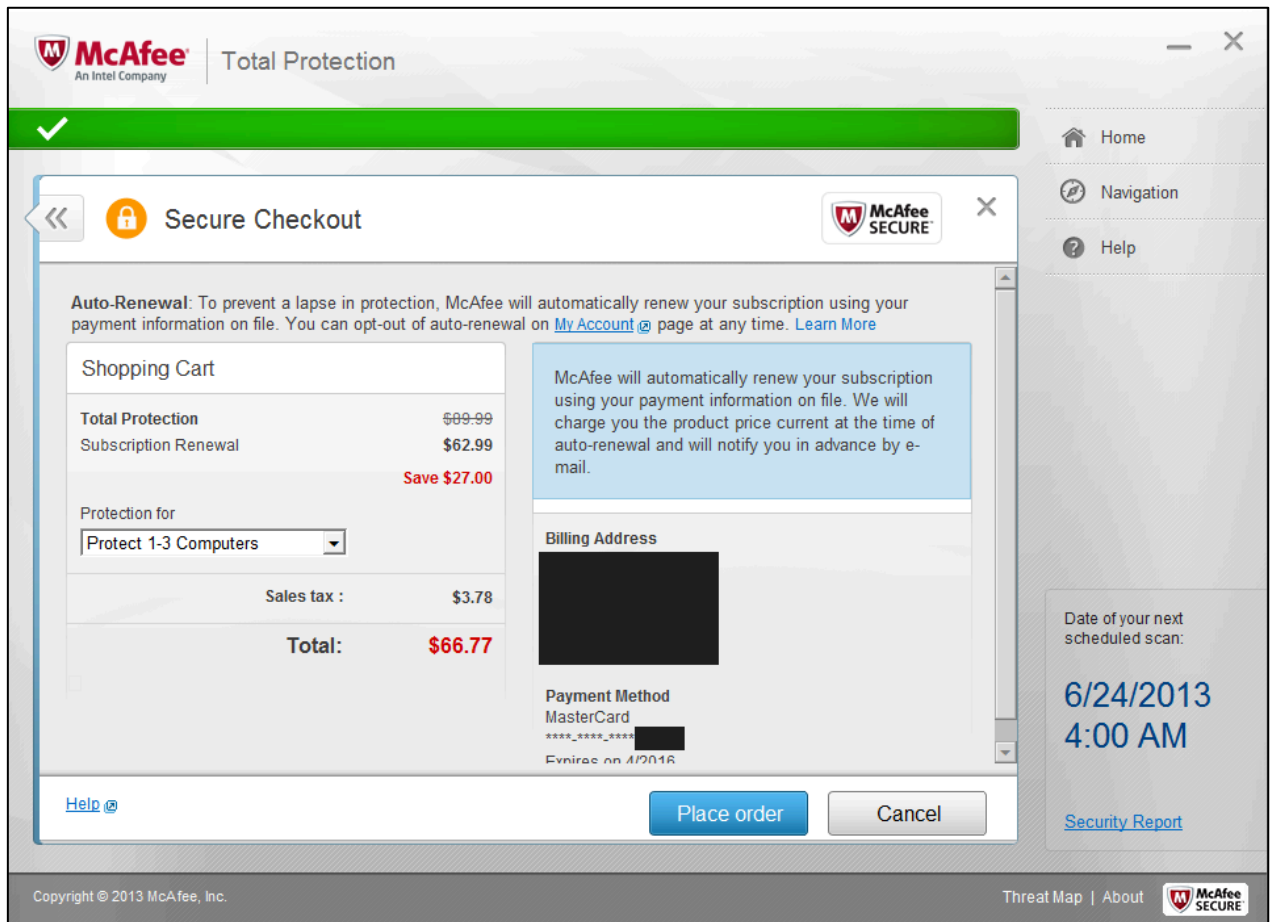 McAfee
An Intel Company
Total Protection
Home
Navigation
Help
Secure Checkout
McAfee
SECURE
Auto-Renewal: To prevent a lapse in protection, McAfee will automatically renew your subscription using your
payment information on file. You can opt-out of auto-renewal on My Account page at any time. Learn More
Shopping Cart
Total Protection $89.99
Subscription Renewal $62.99
Save $27.00
Protection for
Protect 1-3 Computers
Sales tax : $3.78
Total: $66.77
McAfee will automatically renew your subscription
using your payment information on file. We will
charge you the product price current at the time of
auto-renewal and will notify you in advance by e-
mail.
Billing Address
Payment Method
MasterCard
****-****-****
Expires on 4/2016
Help
Place order
Cancel
Date of your next
scheduled scan:
6/24/2013
4:00 AM
Security Report
Copyright © 2013 McAfee, Inc.
Threat Map | About
McAfee
SECURE